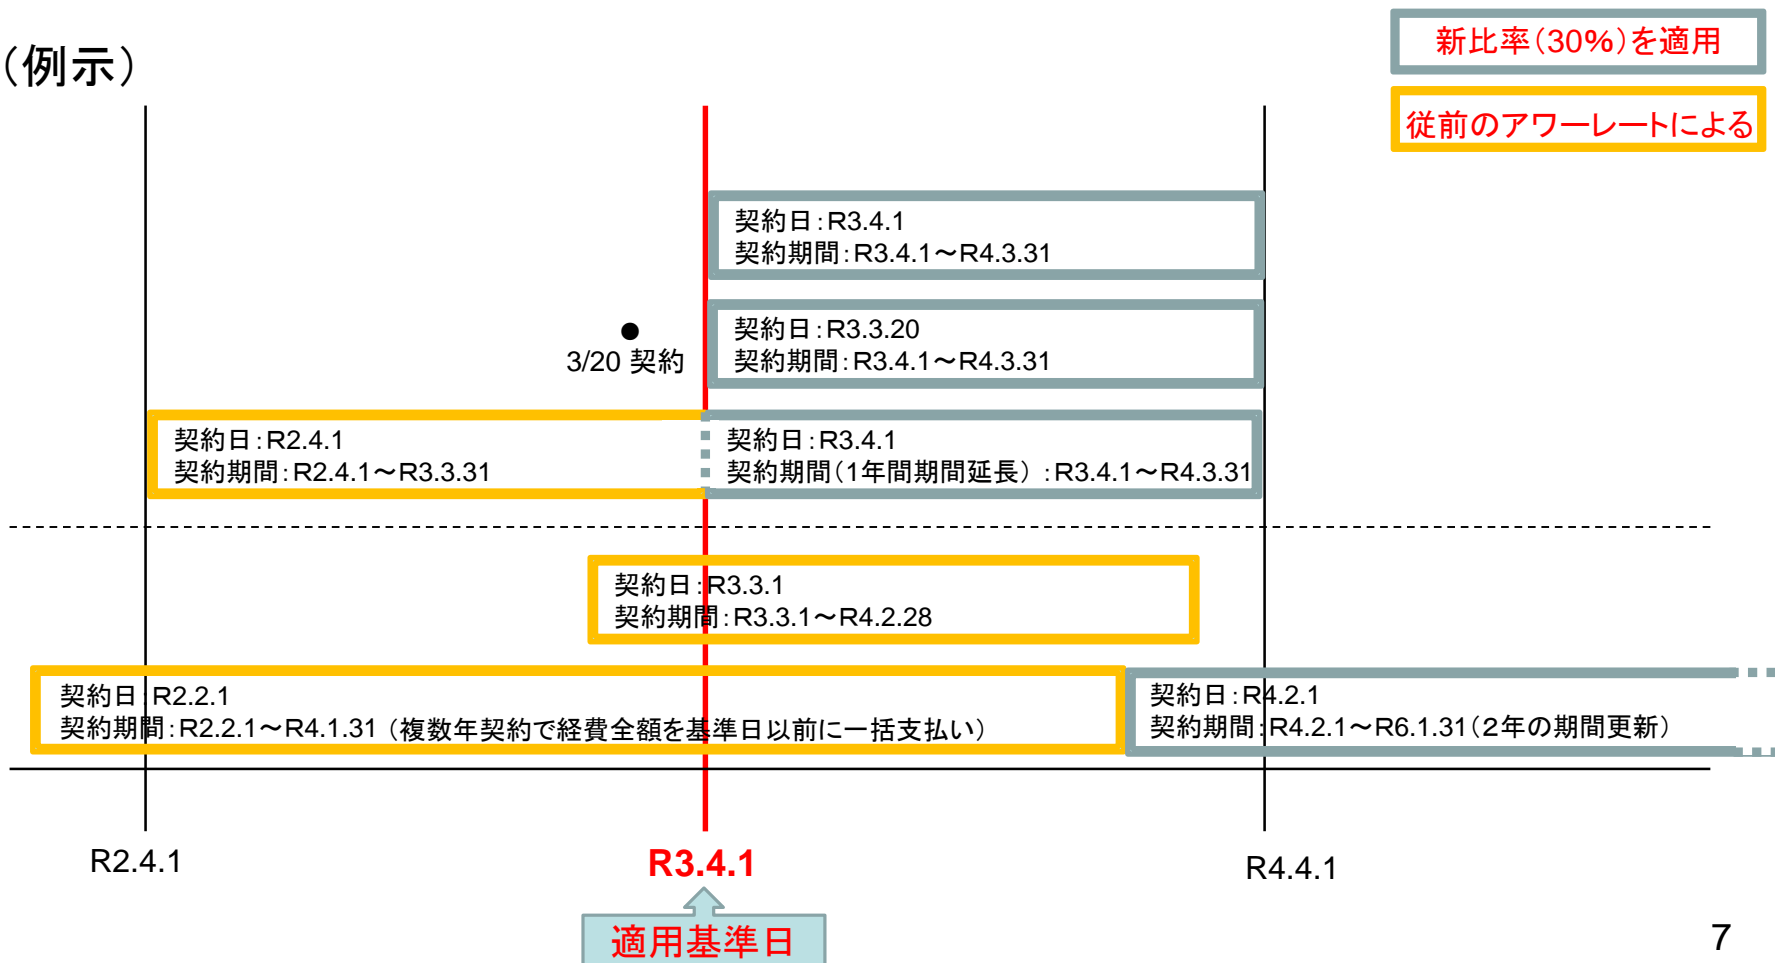 (例示)
新比率(30%)を適用
従前のアワーレートによる
契約日:R3.4.1
契約期間:R3.4.1～R4.3.31
●
3/20 契約
契約日:R3.3.20
契約期間:R3.4.1～R4.3.31
契約日:R2.4.1
契約期間:R2.4.1～R3.3.31
契約日:R3.4.1
契約期間(1年間期間延長):R3.4.1～R4.3.31
契約日:R3.3.1
契約期間:R3.3.1～R4.2.28
契約日:R2.2.1
契約期間:R2.2.1～R4.1.31(複数年契約で経費全額を基準日以前に一括支払い)
契約日:R4.2.1
契約期間:R4.2.1～R6.1.31(2年の期間更新)
R2.4.1
R3.4.1
R4.4.1
適用基準日
7